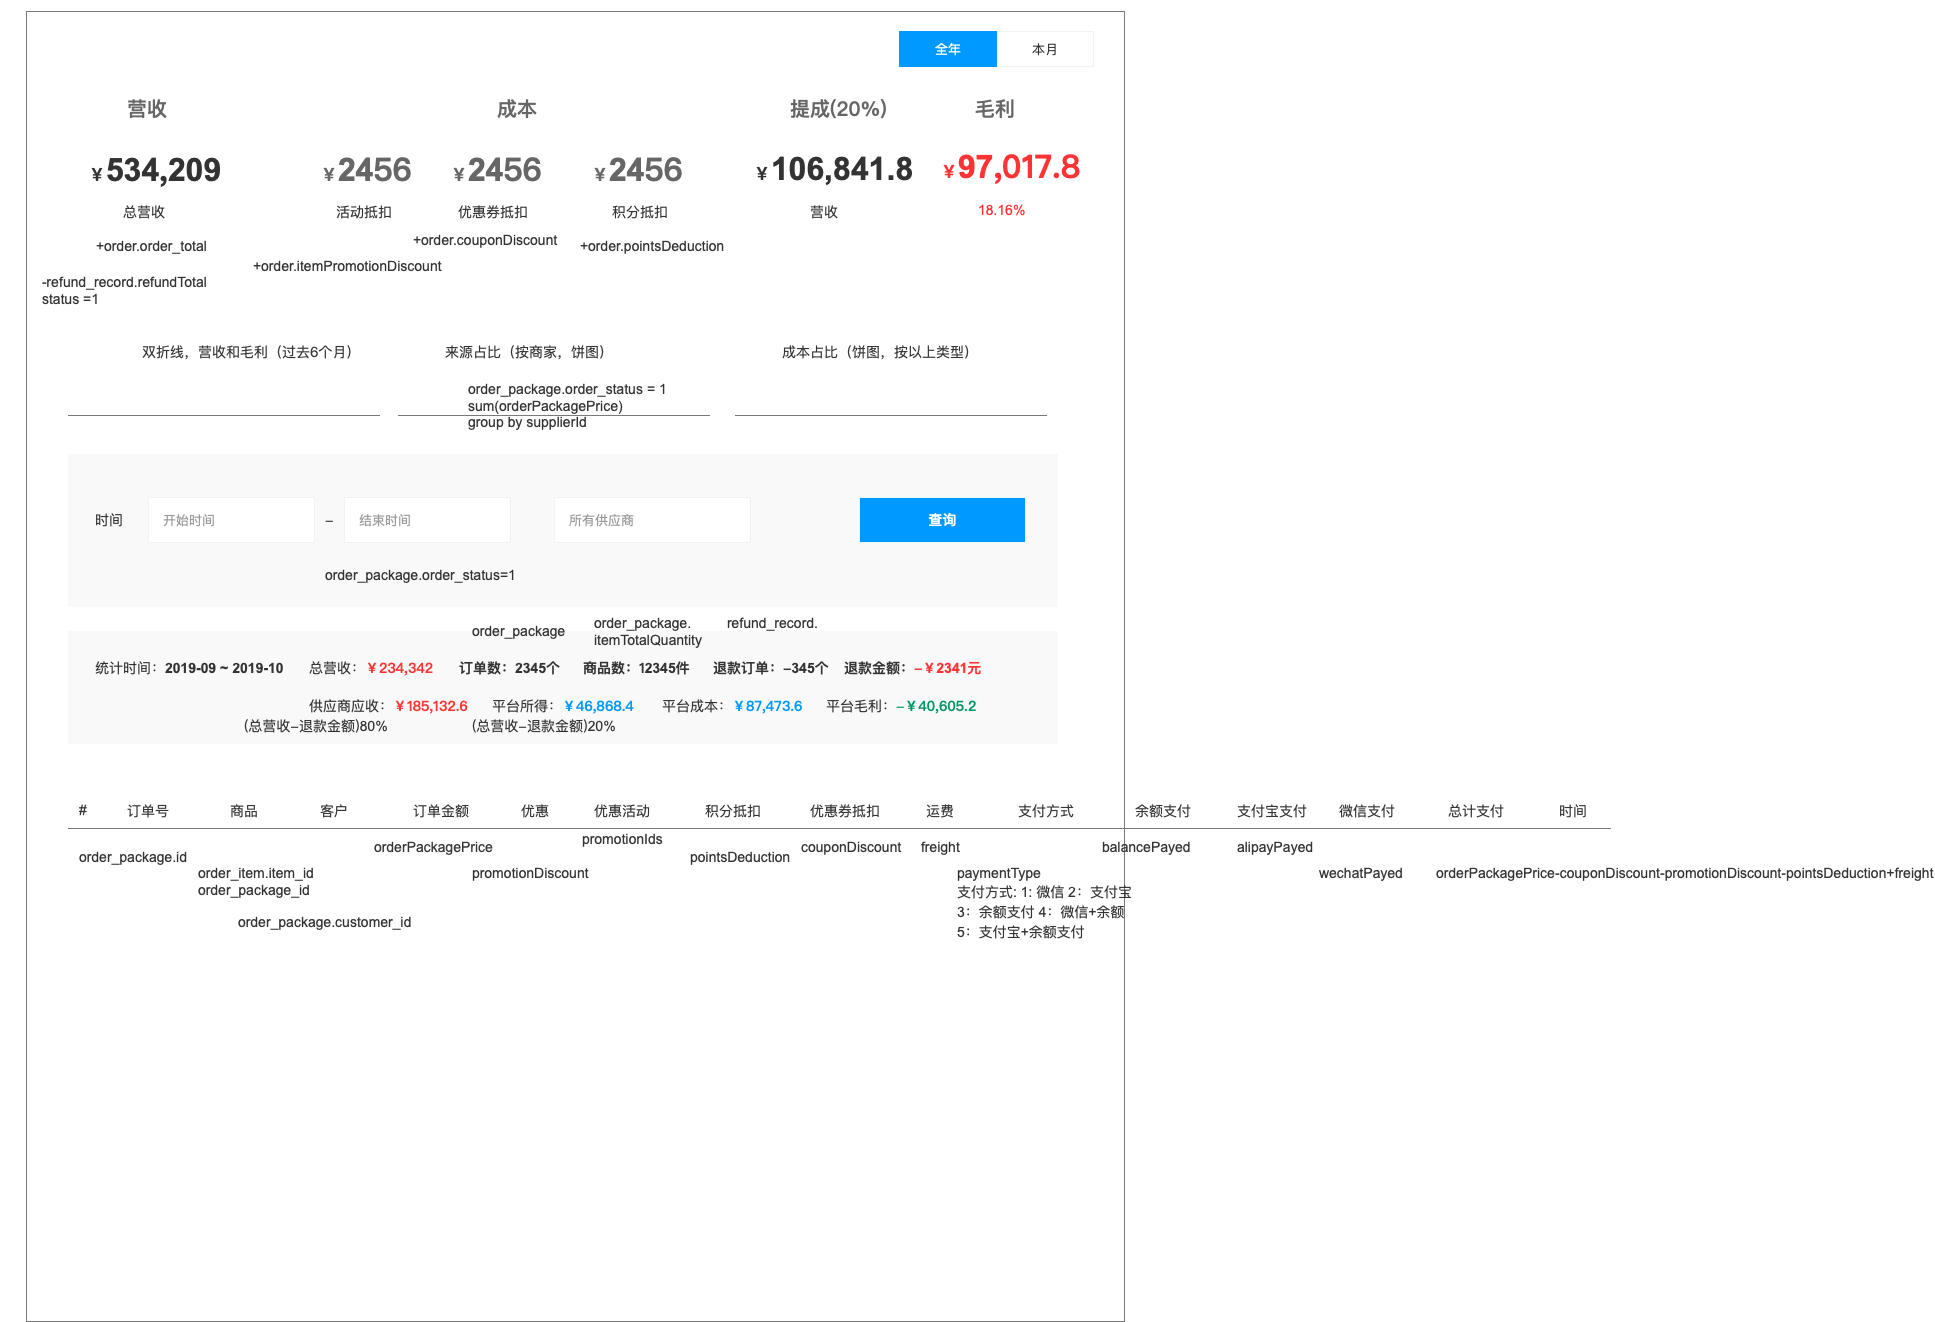 全年
本月
营收
成本
提成(20%)
毛利
¥534,209
¥2456
¥2456
¥2456
¥106,841.8
¥97,017.8
总营收
活动抵扣
优惠券抵扣
积分抵扣
营收
18.16%
+order.order_total
+order.couponDiscount
+order.pointsDeduction
+order.itemPromotionDiscount
-refund_record.refundTotal
status =1
双折线，营收和毛利（过去6个月）
来源占比（按商家，饼图）
成本占比（饼图，按以上类型）
order_package.order_status = 1
sum(orderPackagePrice)
group by supplierId
时间
开始时间
–
结束时间
所有供应商
查询
order_package.order_status=1
order_package
order_package.
itemTotalQuantity
refund_record.
统计时间：2019-09 ~ 2019-10
总营收：¥234,342
订单数：2345个
商品数：12345件
退款订单：–345个
退款金额：–¥2341元
供应商应收：¥185,132.6
平台所得：¥46,868.4
平台成本：¥87,473.6
平台毛利：–¥40,605.2
(总营收–退款金额)80%
(总营收–退款金额)20%
#
订单号
商品
客户
订单金额
优惠
优惠活动
积分抵扣
优惠券抵扣
运费
支付方式
余额支付
支付宝支付
微信支付
总计支付
时间
order_package.id
order_item.item_id
order_package_id
order_package.customer_id
orderPackagePrice
promotionDiscount
promotionIds
pointsDeduction
couponDiscount
freight
paymentType
支付方式: 1: 微信 2：支付宝
3：余额支付 4：微信+余额
5：支付宝+余额支付
balancePayed
alipayPayed
wechatPayed
orderPackagePrice-couponDiscount-promotionDiscount-pointsDeduction+freight